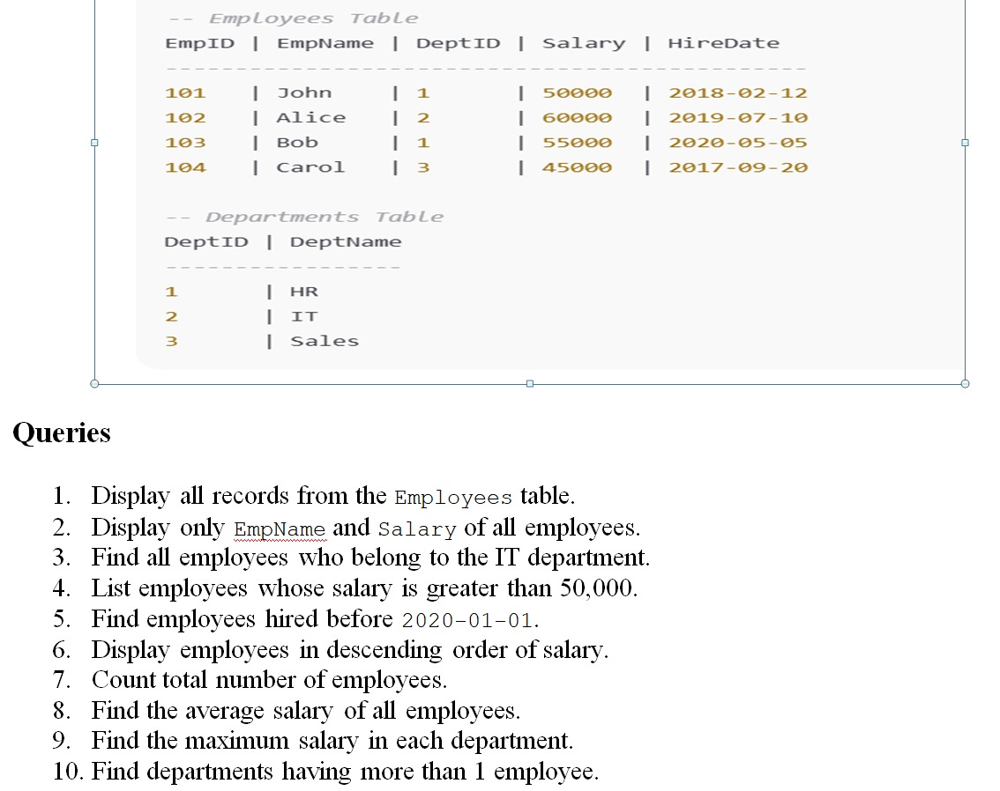 -- Employees Table
EmpID | EmpName | DeptID | Salary | HireDate
----------------------------------------------
101 | John | 1 | 50000 | 2018-02-12
102 | Alice | 2 | 60000 | 2019-07-10
103 | Bob | 1 | 55000 | 2020-05-05
104 | Carol | 3 | 45000 | 2017-09-20
-- Departments Table
DeptID | DeptName
-----------------
1 | HR
2 | IT
3 | Sales
Queries
1. Display all records from the Employees table.
2. Display only EmpName and Salary of all employees.
3. Find all employees who belong to the IT department.
4. List employees whose salary is greater than 50,000.
5. Find employees hired before 2020-01-01.
6. Display employees in descending order of salary.
7. Count total number of employees.
8. Find the average salary of all employees.
9. Find the maximum salary in each department.
10. Find departments having more than 1 employee.